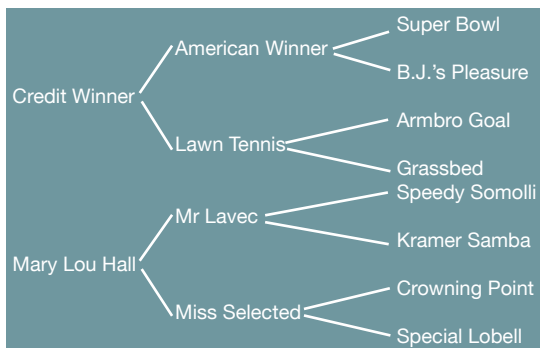 Super Bowl
American Winner
B.J.'s Pleasure
Credit Winner
Armbro Goal
Lawn Tennis
Grassbed
Speedy Somolli
Mr Lavec
Kramer Samba
Mary Lou Hall
Crowning Point
Miss Selected
Special Lobell